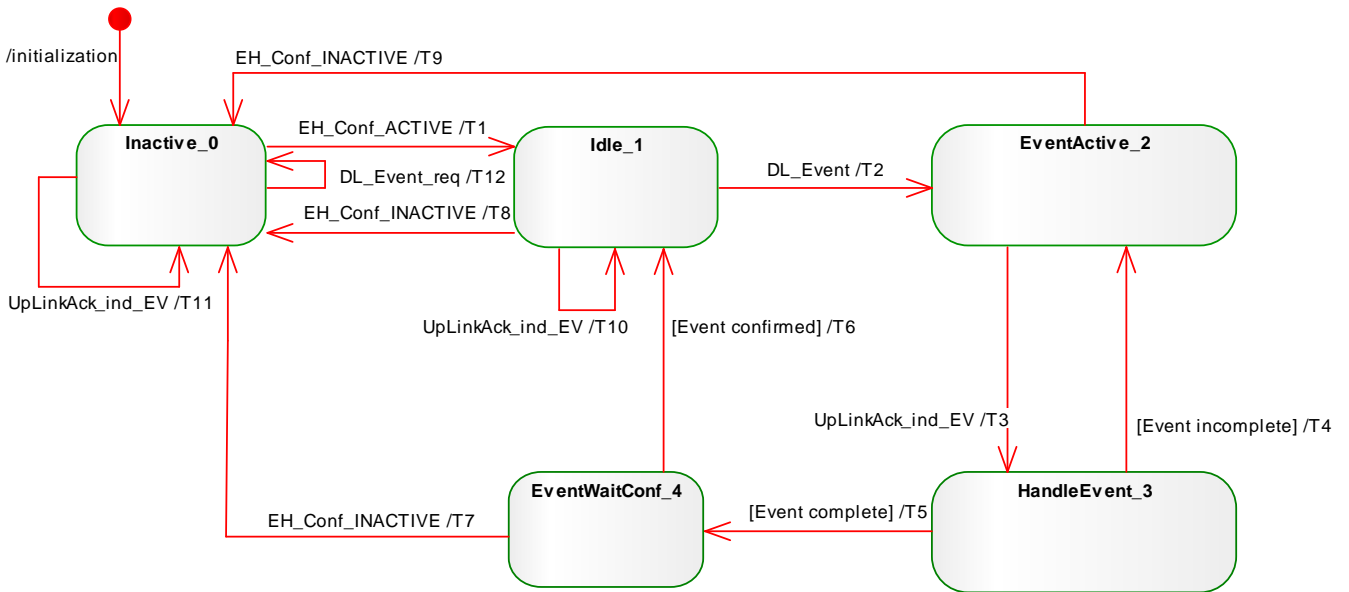 /initialization
EH_Conf_INACTIVE /T9
Inactive_0
EH_Conf_ACTIVE /T1
Idle_1
EventActive_2
DL_Event /T2
DL_Event_req /T12
EH_Conf_INACTIVE /T8
UpLinkAck_ind_EV /T11
UpLinkAck_ind_EV /T10
[Event confirmed] /T6
UpLinkAck_ind_EV /T3
[Event incomplete] /T4
EventWaitConf_4
HandleEvent_3
EH_Conf_INACTIVE /T7
[Event complete] /T5